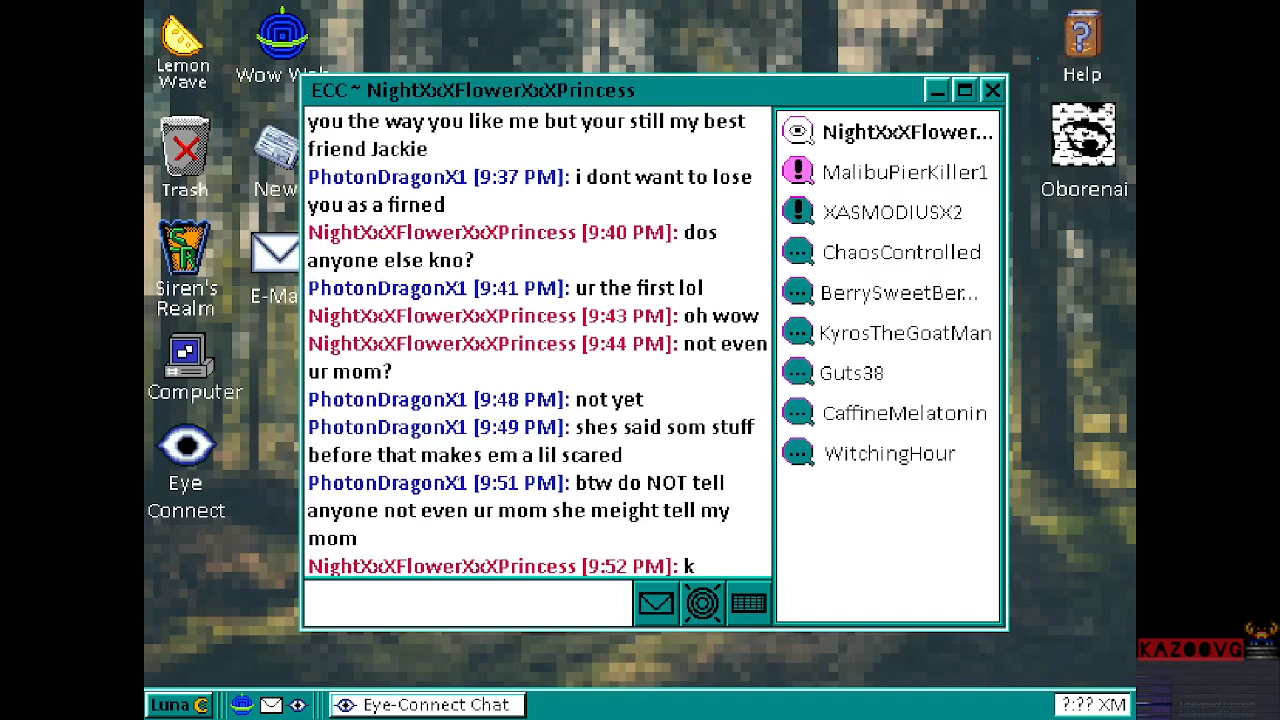 Lemon
Wave
Wow W
Help
ECC ~ NightXxXFlowerXxXPrincess
you the way you like me but your still my best
friend Jackie
PhotonDragonX1 [9:37 PM]: i dont want to lose
you as a firned
NightXxXFlowerXxXPrincess [9:40 PM]: dos
anyone else kno?
PhotonDragonX1 [9:41 PM]: ur the first lol
NightXxXFlowerXxXPrincess [9:43 PM]: oh wow
NightXxXFlowerXxXPrincess [9:44 PM]: not even
ur mom?
PhotonDragonX1 [9:48 PM]: not yet
PhotonDragonX1 [9:49 PM]: shes said som stuff
before that makes em a lil scared
PhotonDragonX1 [9:51 PM]: btw do NOT tell
anyone not even ur mom she meight tell my
mom
NightXxXFlowerXxXPrincess [9:52 PM]: k
NightXxXFlower...
MalibuPierKiller1
XASMODIUSX2
ChaosControlled
BerrySweetBer...
KyrosTheGoatMan
Guts38
CaffineMelatonin
WitchingHour
Trash
New
Oborenai
SR
Siren's
Realm
E-Ma
Computer
Eye
Connect
KAZOOVG
Luna
Eye-Connect Chat
?:?? XM